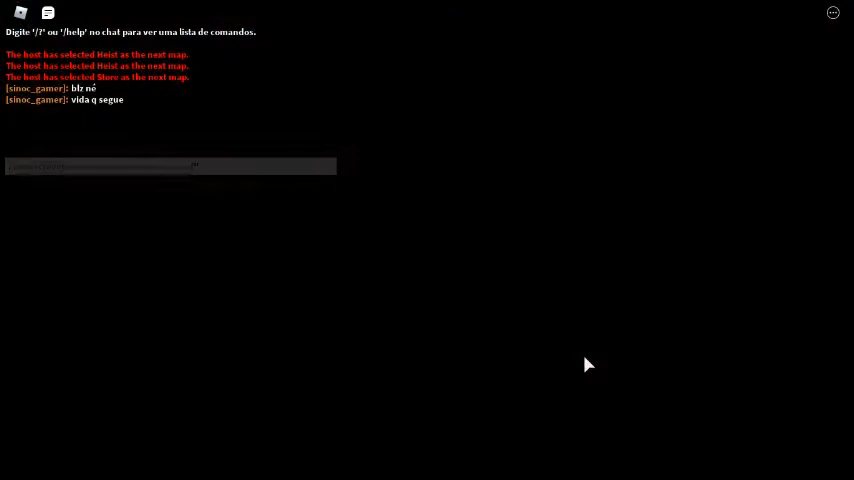 Digite '/?' ou '/help' no chat para ver uma lista de comandos.
The host has selected Heist as the next map.
The host has selected Heist as the next map.
The host has selected Store as the next map.
[sinoc_gamer]: blz né
[sinoc_gamer]: vida q segue